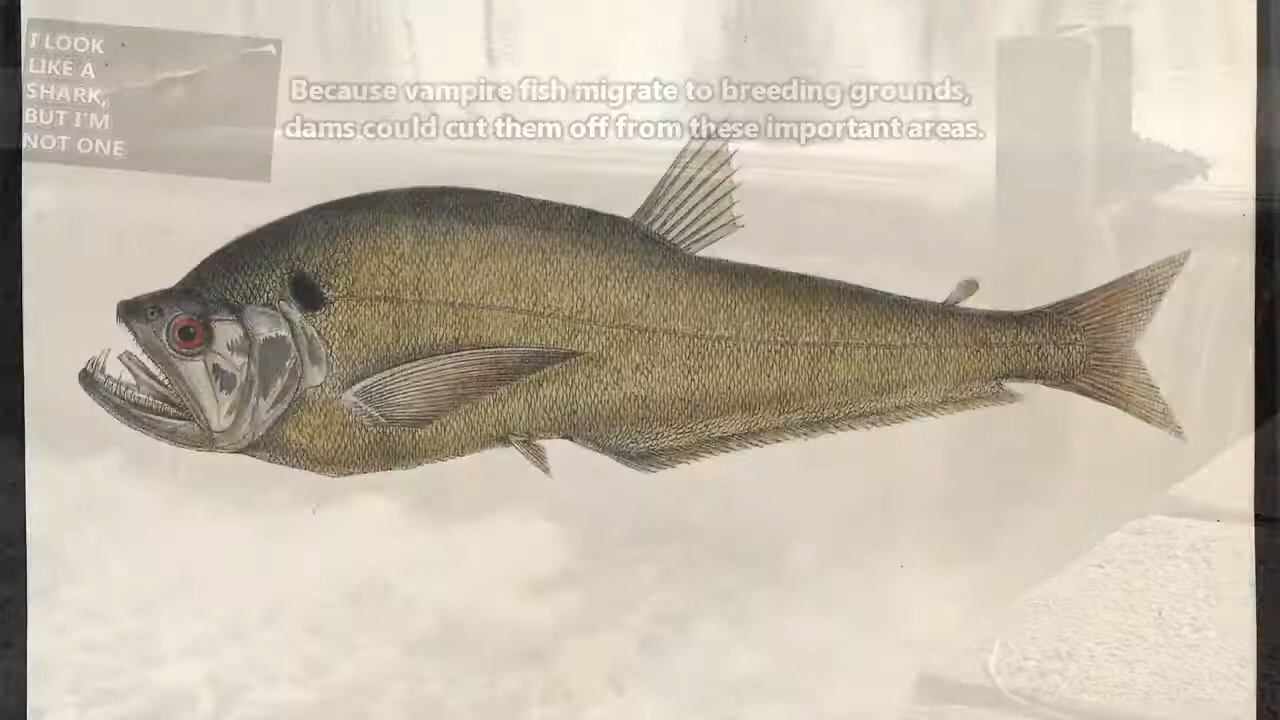 I LOOK
LIKE A
SHARK,
BUT I'M
NOT ONE
Because vampire fish migrate to breeding grounds,
dams could cut them off from these important areas.